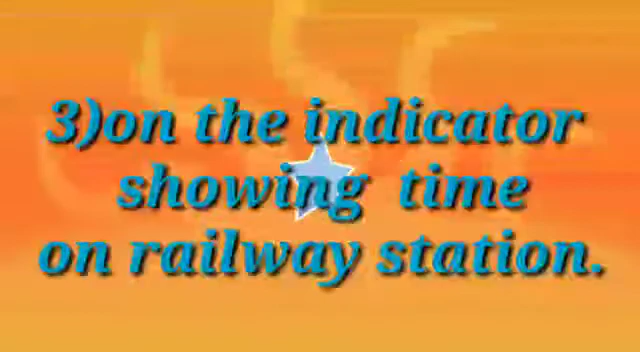 3)on the indicator
showing time
on railway station.